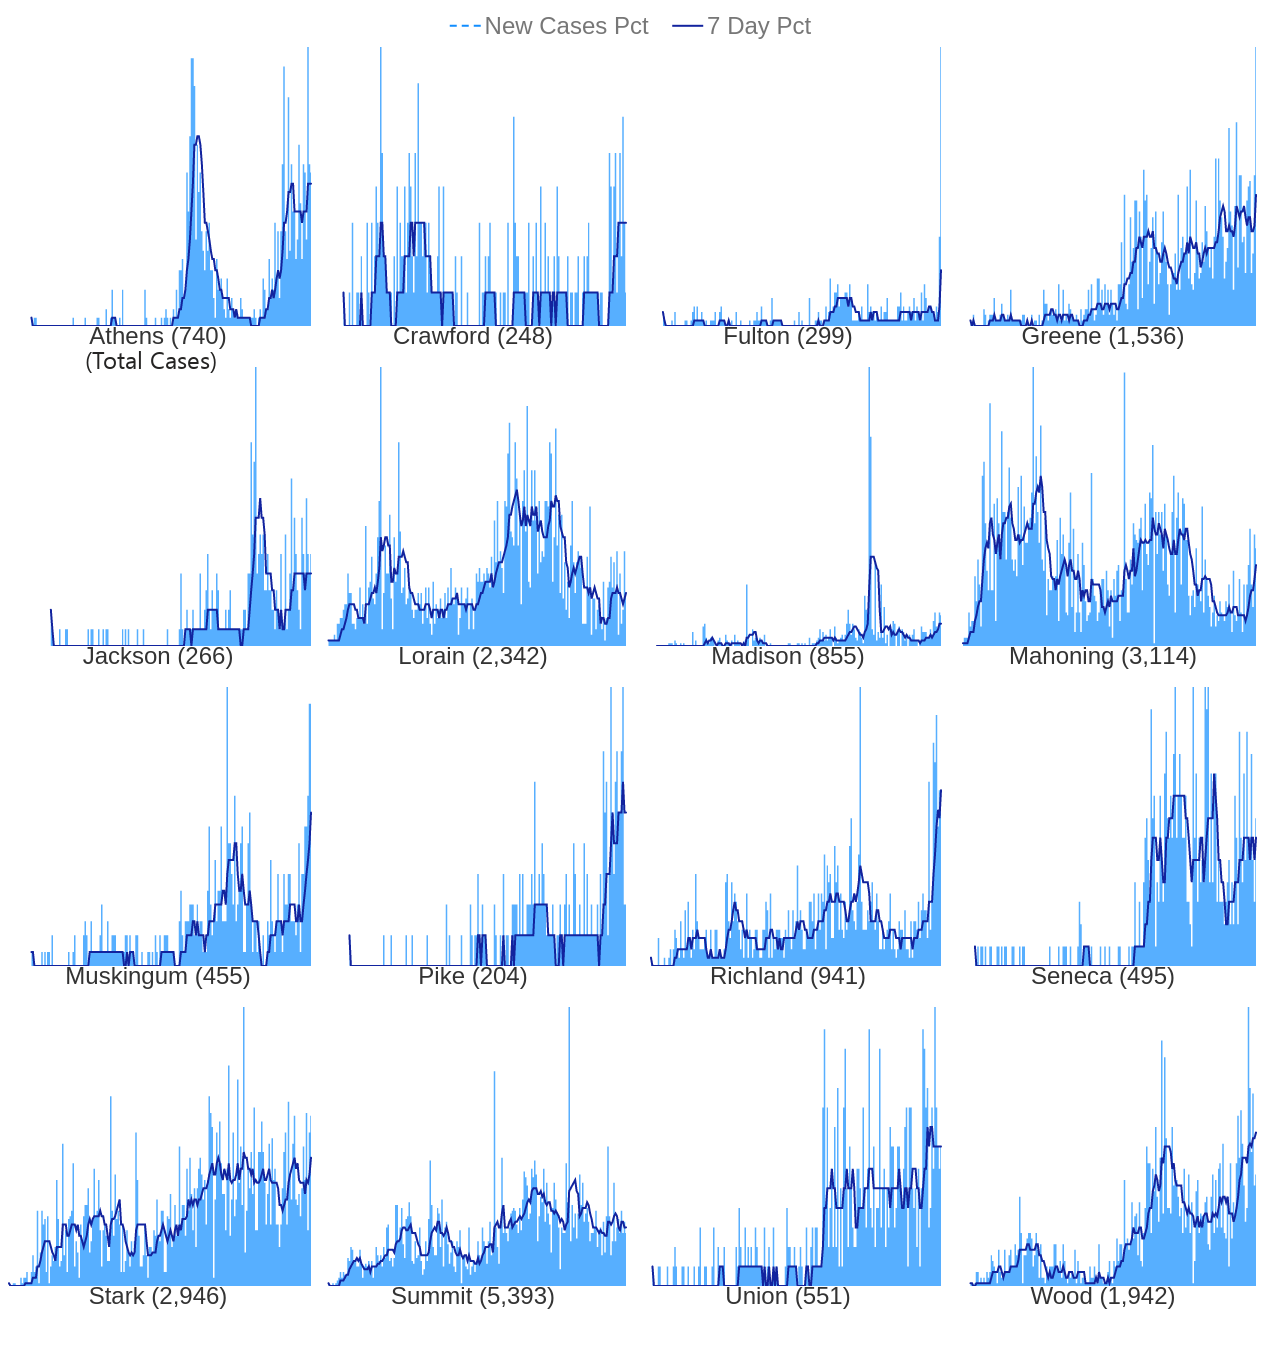 New Cases Pct 7 Day Pct
Athens (740) Crawford (248) Fulton (299) Greene (1,536)
(Total Cases)
Jackson (266) Lorain (2,342) Madison (855) Mahoning (3,114)
Muskingum (455) Pike (204) Richland (941) Seneca (495)
Stark (2,946) Summit (5,393) Union (551) Wood (1,942)